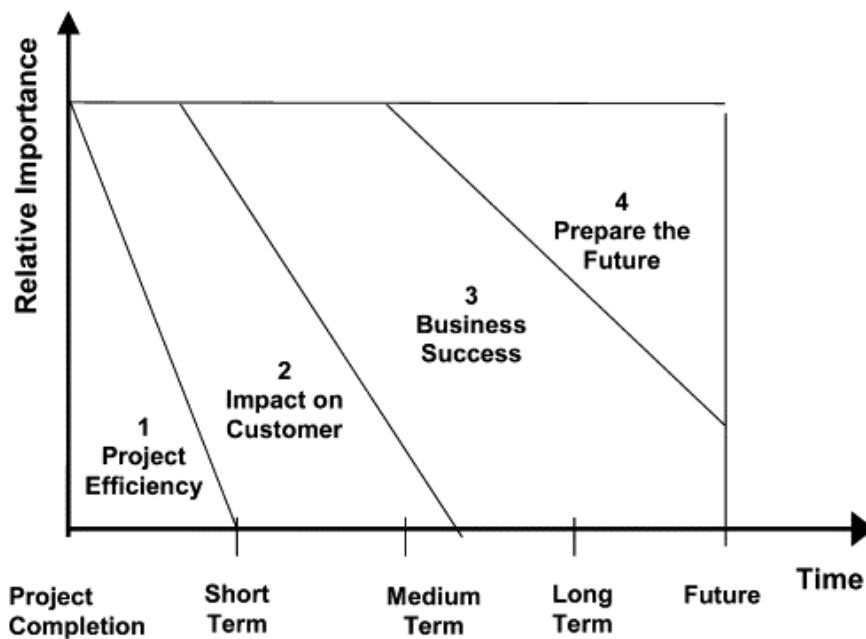 Relative Importance
4
Prepare the
Future
3
Business
Success
2
Impact on
Customer
1
Project
Efficiency
Time
Project
Completion
Short
Term
Medium
Term
Long
Term
Future